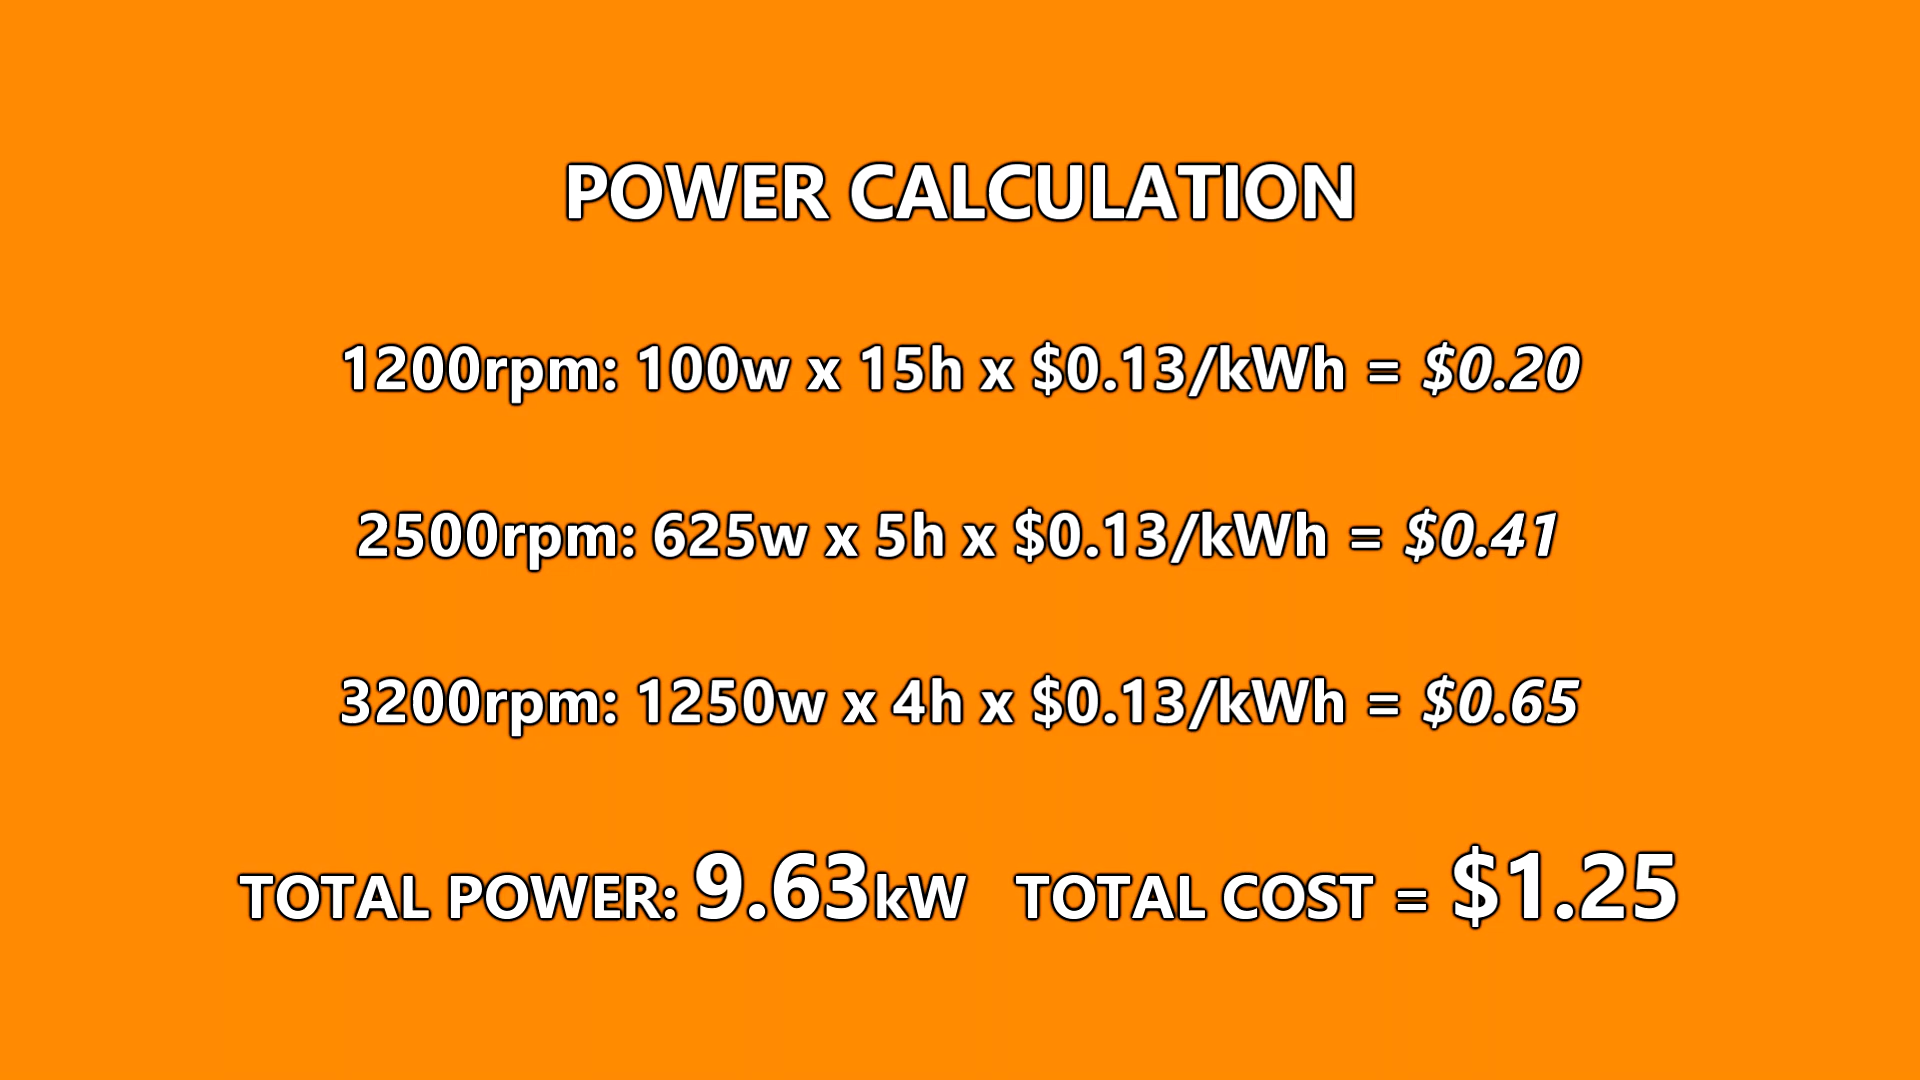 POWER CALCULATION
1200rpm: 100w x 15h x $0.13/kWh = $0.20
2500rpm: 625w x 5h x $0.13/kWh = $0.41
3200rpm: 1250w x 4h x $0.13/kWh = $0.65
TOTAL POWER: 9.63kW TOTAL COST = $1.25